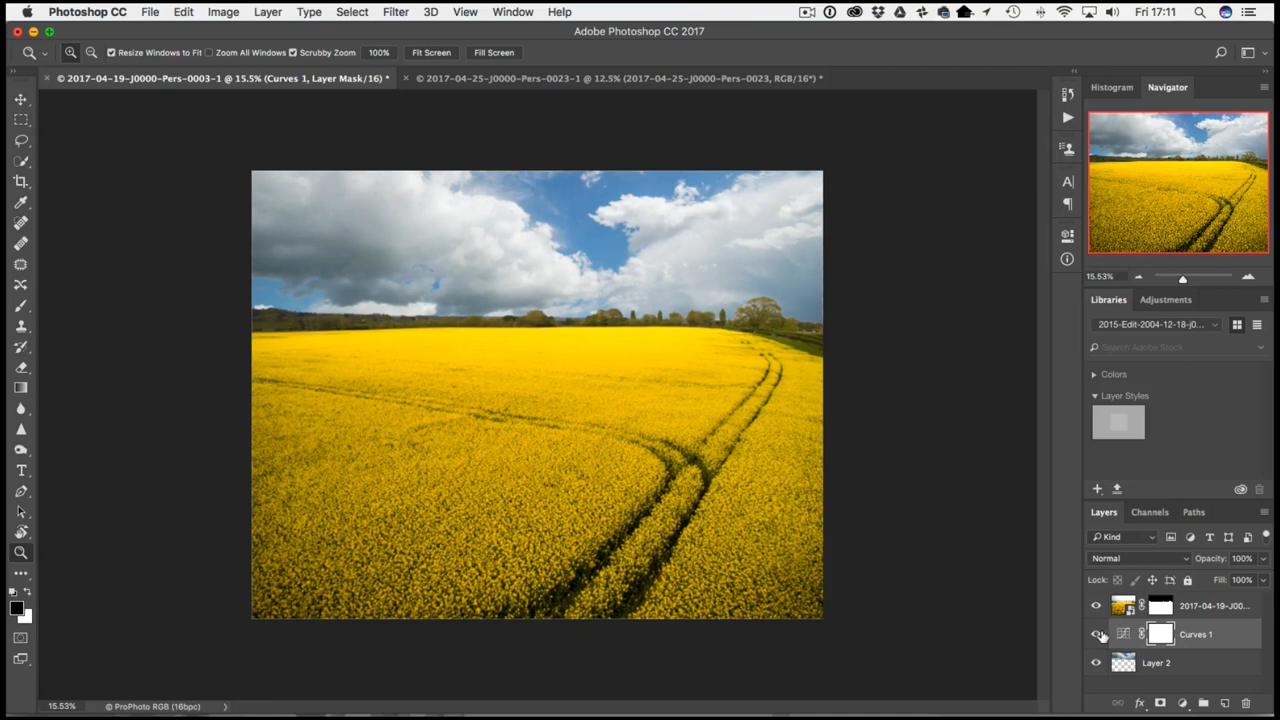 Photoshop CC File Edit Image Layer Type Select Filter 3D View Window Help Fri 17:11
Adobe Photoshop CC 2017
Resize Windows to Fit Zoom All Windows Scrubby Zoom 100% Fit Screen Fill Screen
× © 2017-04-19-J0000-Pers-0003-1 @ 15.5% (Curves 1, Layer Mask/16) * × © 2017-04-25-J0000-Pers-0023-1 @ 12.5% (2017-04-25-J0000-Pers-0023, RGB/16*) *
Histogram Navigator
15.53%
Libraries Adjustments
2015-Edit-2004-12-18-j0...
Search Adobe Stock
Colors
Layer Styles
Layers Channels Paths
Kind
Normal Opacity: 100%
Lock: Fill: 100%
2017-04-19-J00...
Curves 1
Layer 2
fx
15.53% © ProPhoto RGB (16bpc)